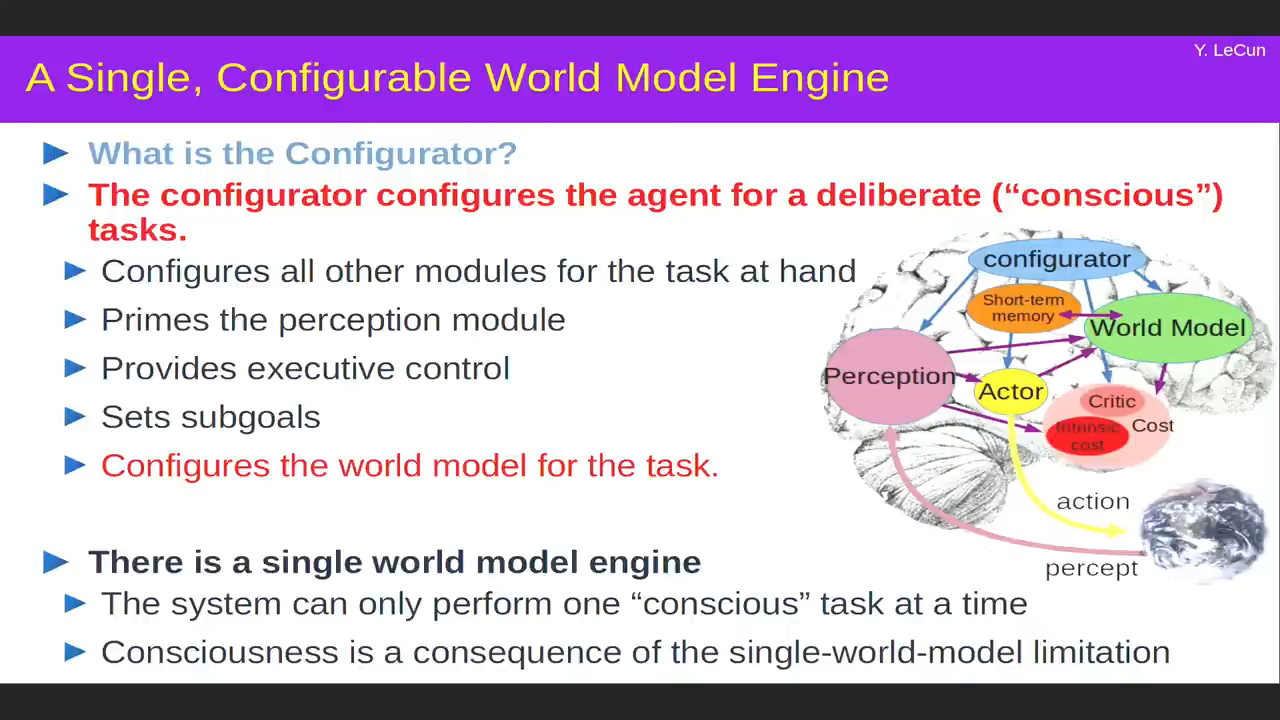 Y. LeCun
A Single, Configurable World Model Engine
What is the Configurator?
The configurator configures the agent for a deliberate (“conscious”)
tasks.
Configures all other modules for the task at hand
Primes the perception module
Provides executive control
Sets subgoals
Configures the world model for the task.
There is a single world model engine
The system can only perform one “conscious” task at a time
Consciousness is a consequence of the single-world-model limitation
configurator
Short-term
memory
World Model
Perception
Actor
Critic
Cost
Intrinsic
cost
action
percept